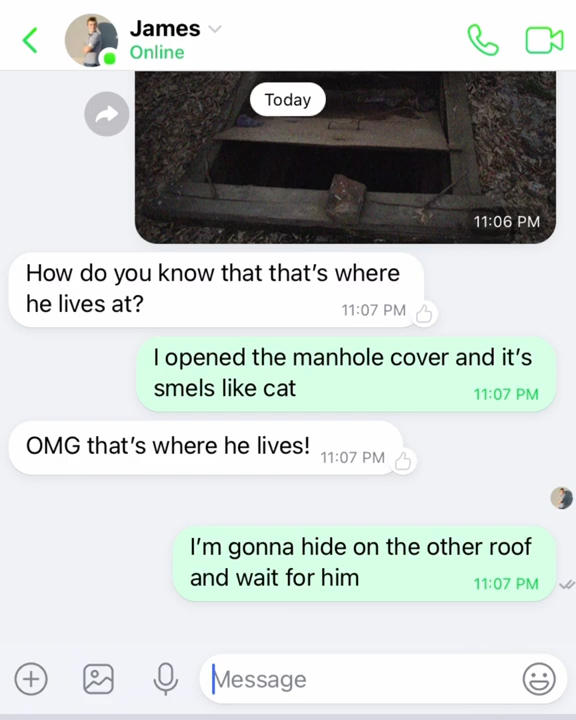 James
Online
Today
11:06 PM
How do you know that that’s where
he lives at?
11:07 PM
I opened the manhole cover and it’s
smels like cat
11:07 PM
OMG that’s where he lives!
11:07 PM
I’m gonna hide on the other roof
and wait for him
11:07 PM
Message